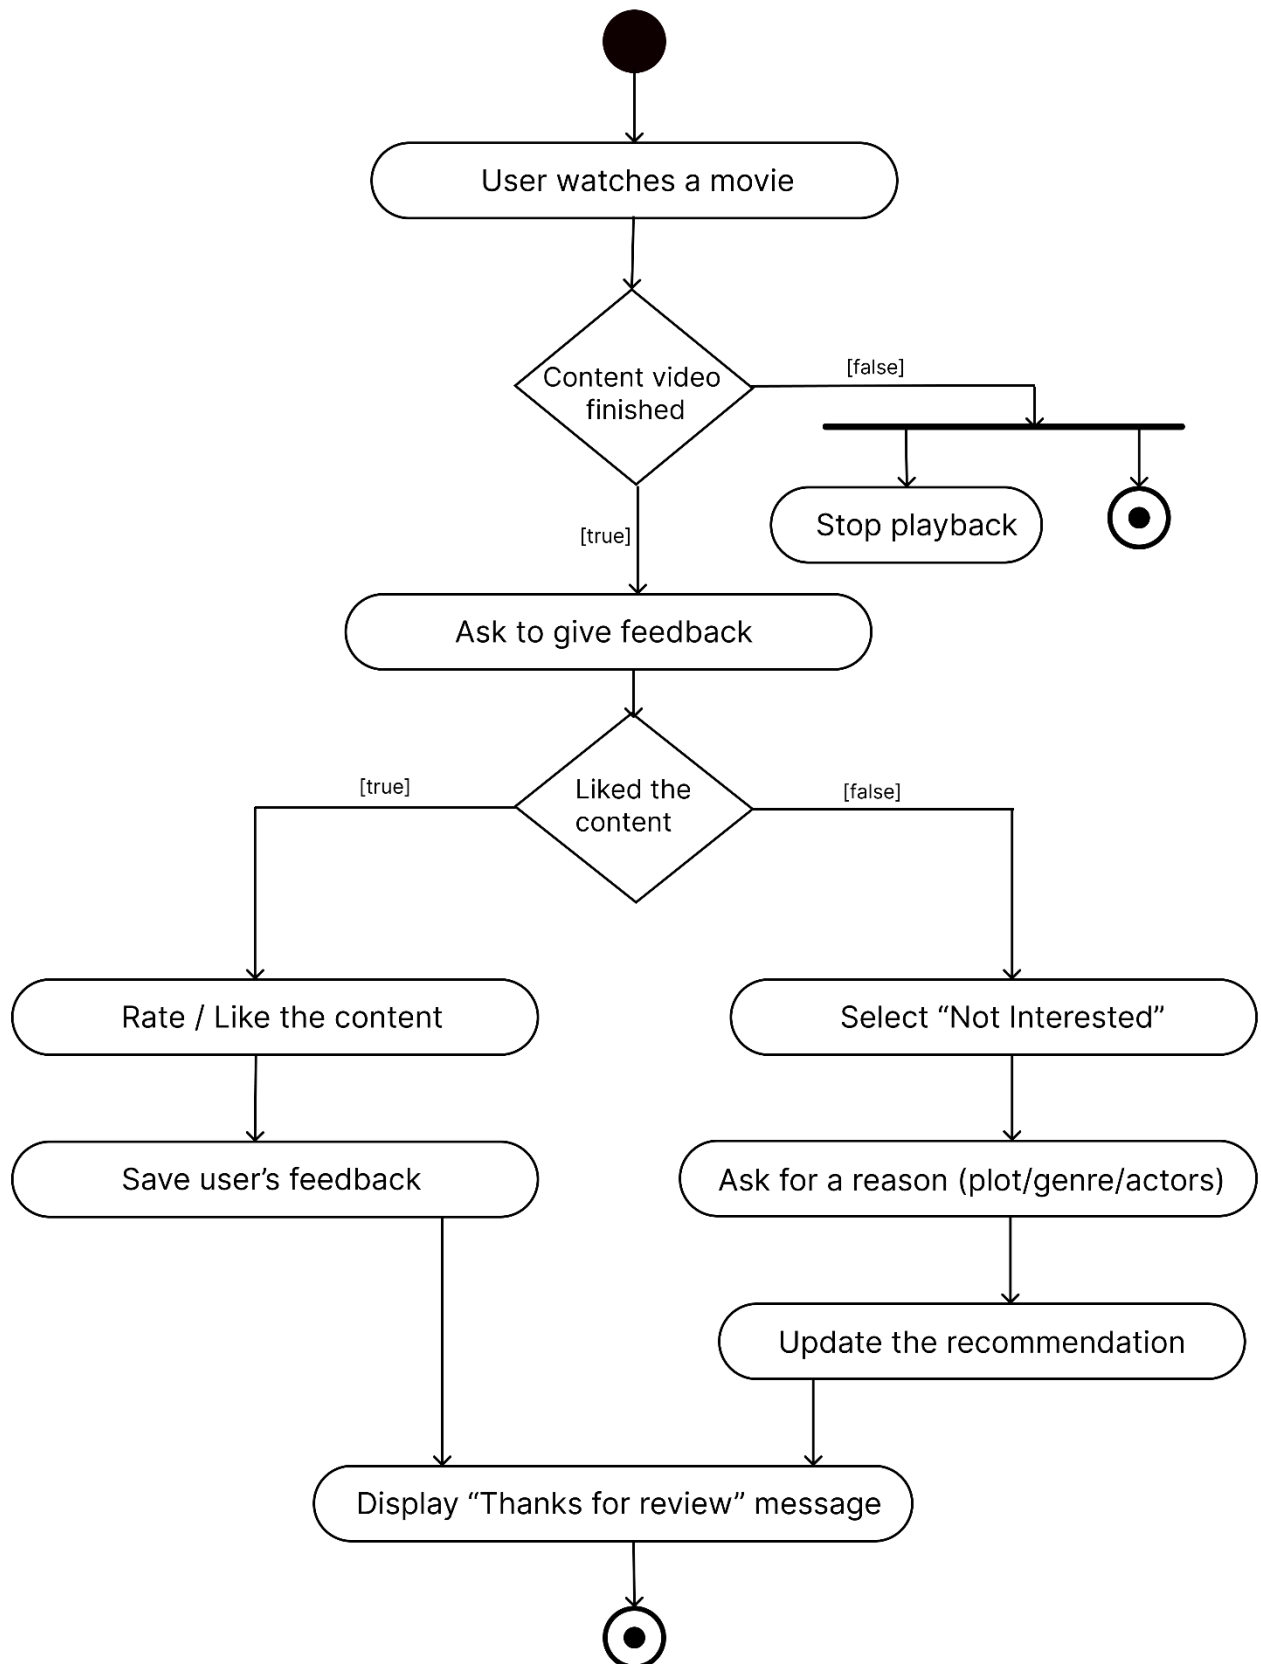 User watches a movie
Content video
finished
[false]
Stop playback
[true]
Ask to give feedback
Liked the
content
[true]
[false]
Rate / Like the content
Select “Not Interested”
Save user’s feedback
Ask for a reason (plot/genre/actors)
Update the recommendation
Display “Thanks for review” message